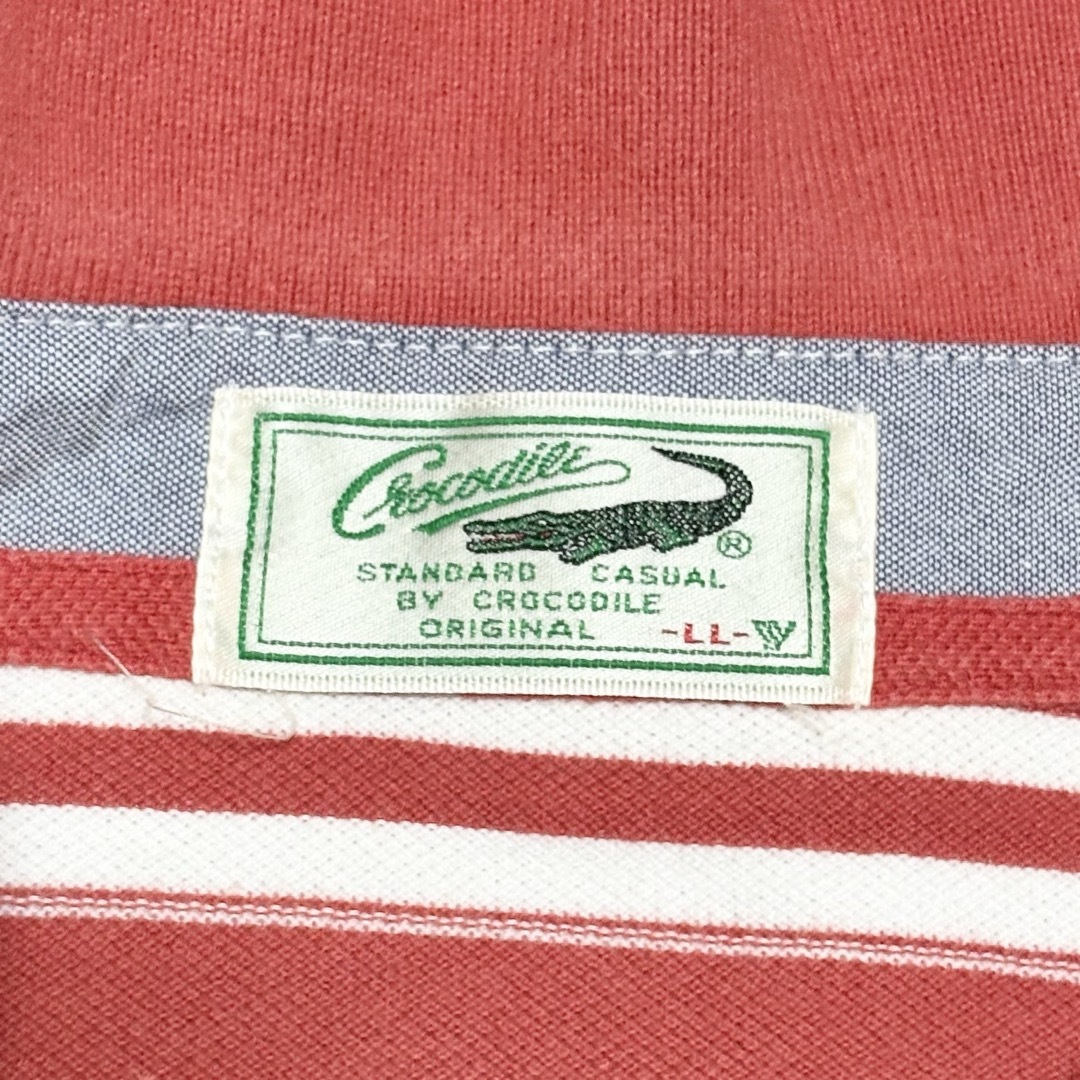 Crocodile
®
STANDARD CASUAL
BY CROCODILE
ORIGINAL -LL-